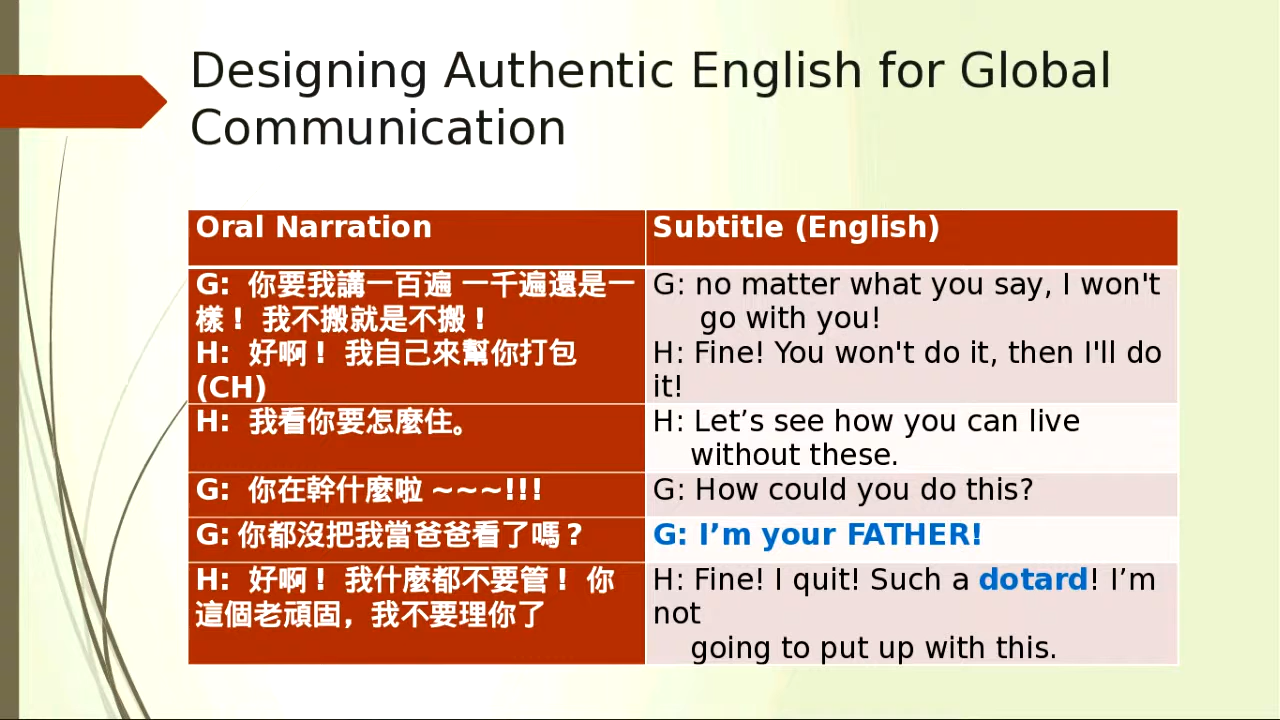 Designing Authentic English for Global
Communication
Oral Narration
Subtitle (English)
G: 你要我講一百遍 一千遍還是一
樣！ 我不搬就是不搬！
H: 好啊！ 我自己來幫你打包
(CH)
G: no matter what you say, I won't
go with you!
H: Fine! You won't do it, then I'll do
it!
H: 我看你要怎麼住。
H: Let’s see how you can live
without these.
G: 你在幹什麼啦 ~~~!!!
G: How could you do this?
G: 你都沒把我當爸爸看了嗎？
G: I’m your FATHER!
H: 好啊！ 我什麼都不要管！ 你
這個老頑固，我不要理你了
H: Fine! I quit! Such a dotard! I’m
not
going to put up with this.